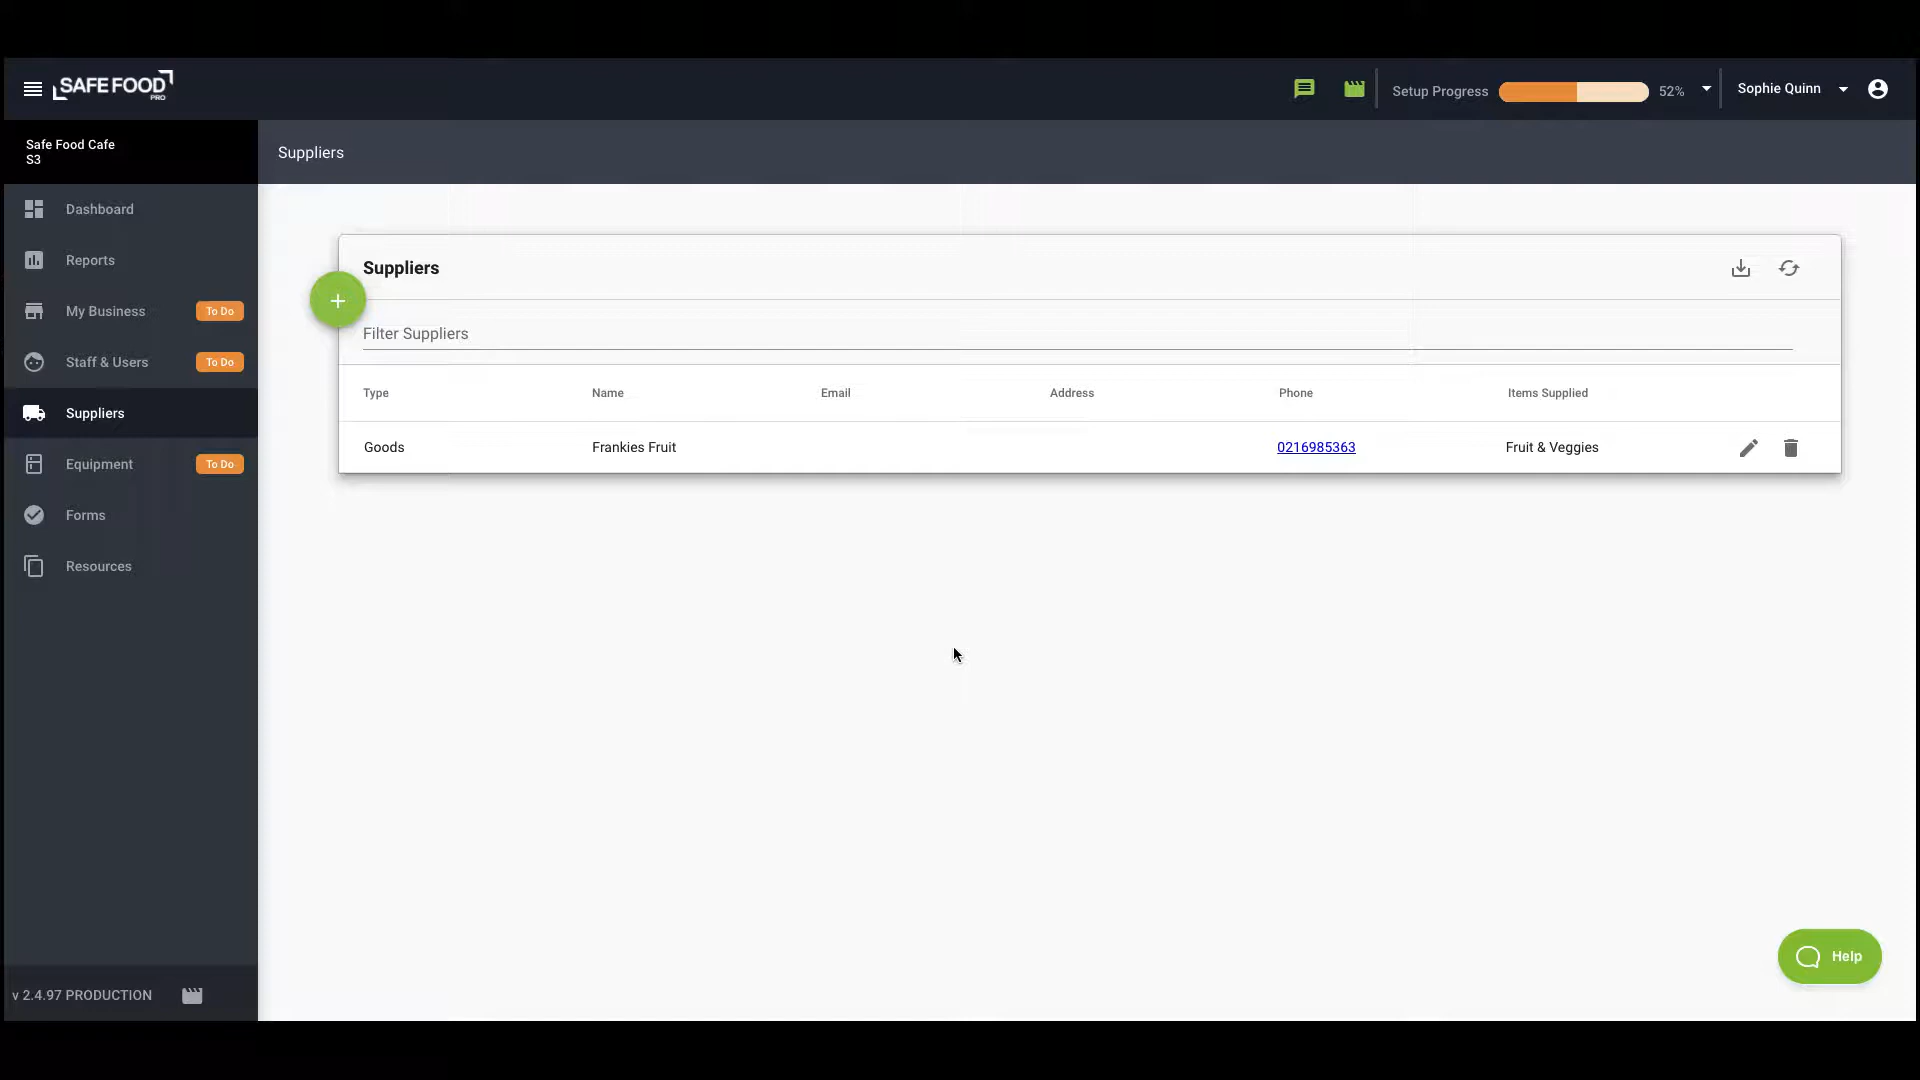 SAFE FOOD
PRO
Setup Progress 52% Sophie Quinn
Safe Food Cafe
S3
Suppliers
Dashboard
Reports
My Business To Do
Staff & Users To Do
Suppliers
Equipment To Do
Forms
Resources
v 2.4.97 PRODUCTION
Suppliers
+
Filter Suppliers
Type Name Email Address Phone Items Supplied
Goods Frankies Fruit 0216985363 Fruit & Veggies
Help